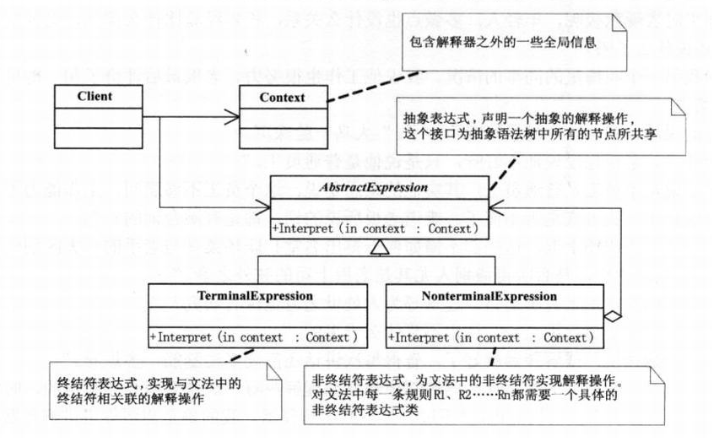 包含解释器之外的一些全局信息
Client
Context
抽象表达式，声明一个抽象的解释操作，
这个接口为抽象语法树中所有的节点所共享
AbstractExpression
+Interpret(in context : Context)
TerminalExpression
+Interpret(in context : Context)
NonterminalExpression
+Interpret(in context : Context)
终结符表达式，实现与文法中的
终结符相关联的解释操作
非终结符表达式，为文法中的非终结符实现解释操作。
对文法中每一条规则R1、R2……Rn都需要一个具体的
非终结符表达式类